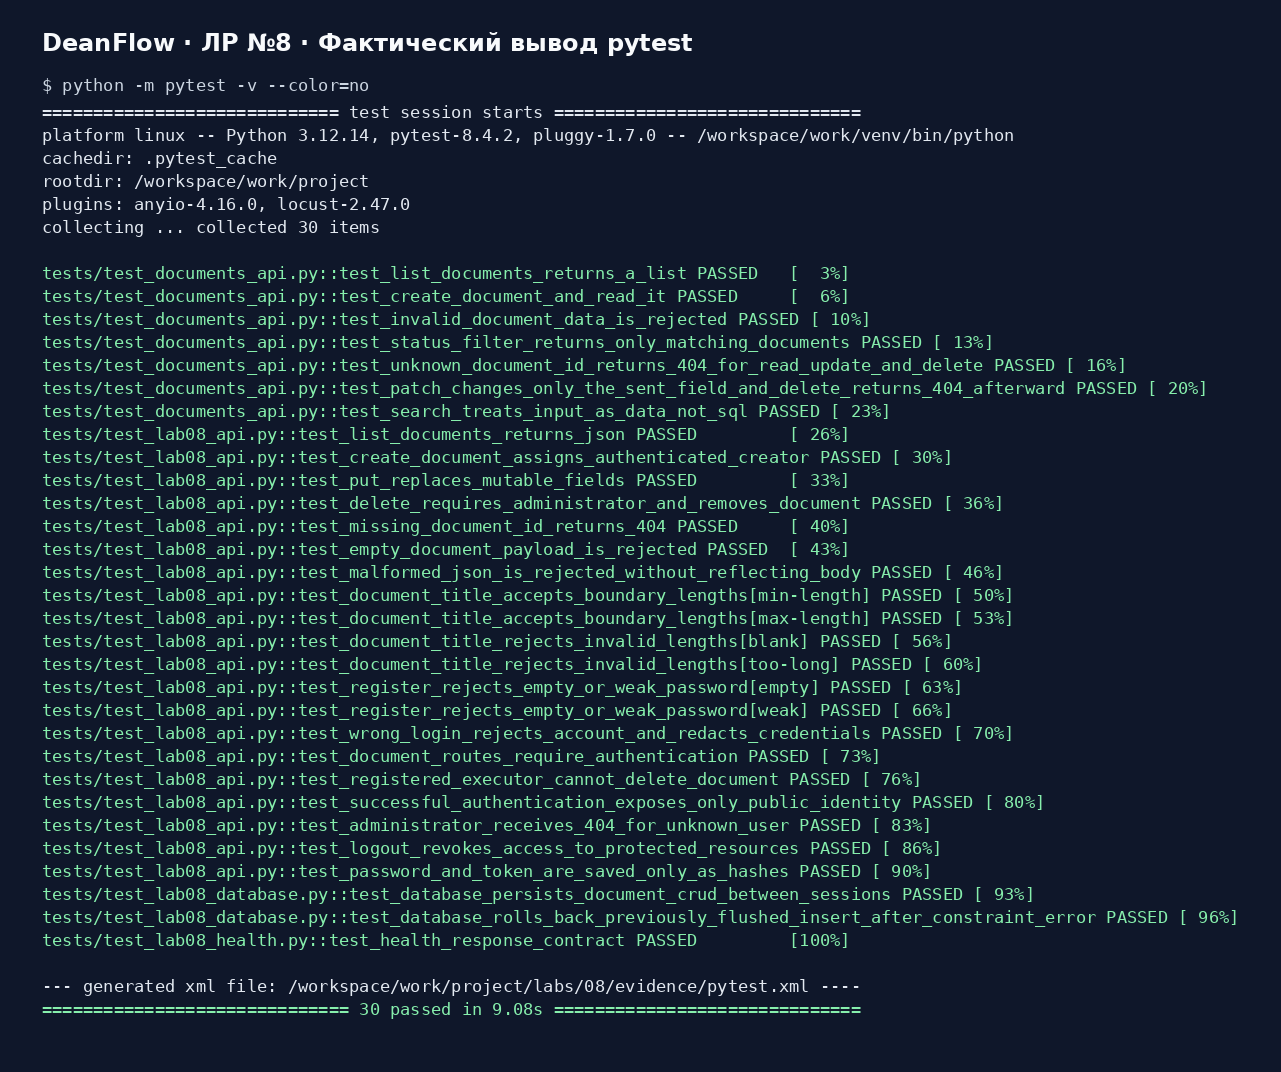 DeanFlow · ЛР №8 · Фактический вывод pytest
$ python -m pytest -v --color=no
============================= test session starts ==============================
platform linux -- Python 3.12.14, pytest-8.4.2, pluggy-1.7.0 -- /workspace/work/venv/bin/python
cachedir: .pytest_cache
rootdir: /workspace/work/project
plugins: anyio-4.16.0, locust-2.47.0
collecting ... collected 30 items
tests/test_documents_api.py::test_list_documents_returns_a_list PASSED   [  3%]
tests/test_documents_api.py::test_create_document_and_read_it PASSED     [  6%]
tests/test_documents_api.py::test_invalid_document_data_is_rejected PASSED [ 10%]
tests/test_documents_api.py::test_status_filter_returns_only_matching_documents PASSED [ 13%]
tests/test_documents_api.py::test_unknown_document_id_returns_404_for_read_update_and_delete PASSED [ 16%]
tests/test_documents_api.py::test_patch_changes_only_the_sent_field_and_delete_returns_404_afterward PASSED [ 20%]
tests/test_documents_api.py::test_search_treats_input_as_data_not_sql PASSED [ 23%]
tests/test_lab08_api.py::test_list_documents_returns_json PASSED         [ 26%]
tests/test_lab08_api.py::test_create_document_assigns_authenticated_creator PASSED [ 30%]
tests/test_lab08_api.py::test_put_replaces_mutable_fields PASSED         [ 33%]
tests/test_lab08_api.py::test_delete_requires_administrator_and_removes_document PASSED [ 36%]
tests/test_lab08_api.py::test_missing_document_id_returns_404 PASSED     [ 40%]
tests/test_lab08_api.py::test_empty_document_payload_is_rejected PASSED  [ 43%]
tests/test_lab08_api.py::test_malformed_json_is_rejected_without_reflecting_body PASSED [ 46%]
tests/test_lab08_api.py::test_document_title_accepts_boundary_lengths[min-length] PASSED [ 50%]
tests/test_lab08_api.py::test_document_title_accepts_boundary_lengths[max-length] PASSED [ 53%]
tests/test_lab08_api.py::test_document_title_rejects_invalid_lengths[blank] PASSED [ 56%]
tests/test_lab08_api.py::test_document_title_rejects_invalid_lengths[too-long] PASSED [ 60%]
tests/test_lab08_api.py::test_register_rejects_empty_or_weak_password[empty] PASSED [ 63%]
tests/test_lab08_api.py::test_register_rejects_empty_or_weak_password[weak] PASSED [ 66%]
tests/test_lab08_api.py::test_wrong_login_rejects_account_and_redacts_credentials PASSED [ 70%]
tests/test_lab08_api.py::test_document_routes_require_authentication PASSED [ 73%]
tests/test_lab08_api.py::test_registered_executor_cannot_delete_document PASSED [ 76%]
tests/test_lab08_api.py::test_successful_authentication_exposes_only_public_identity PASSED [ 80%]
tests/test_lab08_api.py::test_administrator_receives_404_for_unknown_user PASSED [ 83%]
tests/test_lab08_api.py::test_logout_revokes_access_to_protected_resources PASSED [ 86%]
tests/test_lab08_api.py::test_password_and_token_are_saved_only_as_hashes PASSED [ 90%]
tests/test_lab08_database.py::test_database_persists_document_crud_between_sessions PASSED [ 93%]
tests/test_lab08_database.py::test_database_rolls_back_previously_flushed_insert_after_constraint_error PASSED [ 96%]
tests/test_lab08_health.py::test_health_response_contract PASSED         [100%]
--- generated xml file: /workspace/work/project/labs/08/evidence/pytest.xml ----
============================== 30 passed in 9.08s ==============================